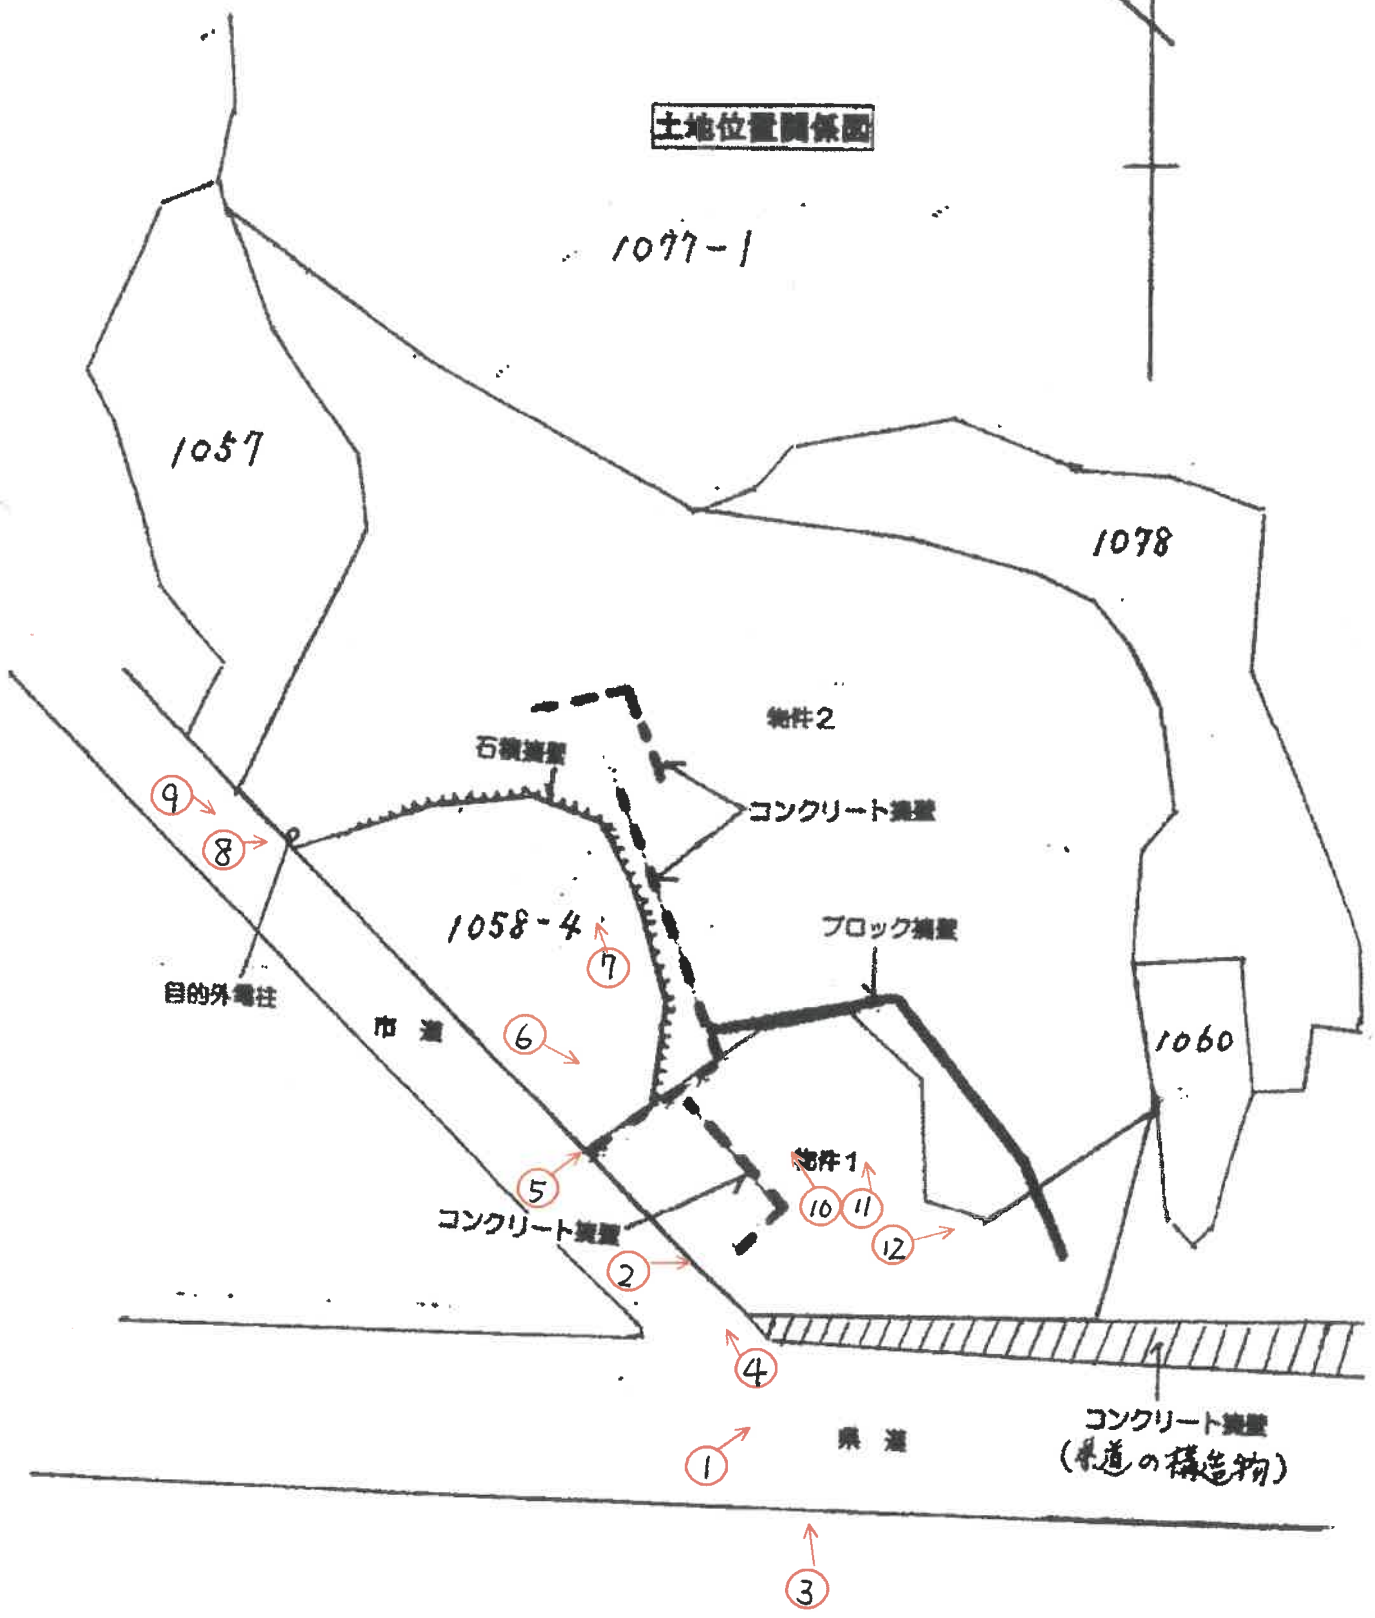 土地位置関係図
1077-1
1057
1078
物件2
石積擁壁
コンクリート擁壁
⑨
⑧
1058-4
ブロック擁壁
⑦
目的外電柱
市道
⑥
1060
物件1
⑤
⑩
⑪
コンクリート擁壁
⑫
②
④
コンクリート擁壁
(県道の構造物)
県道
①
③